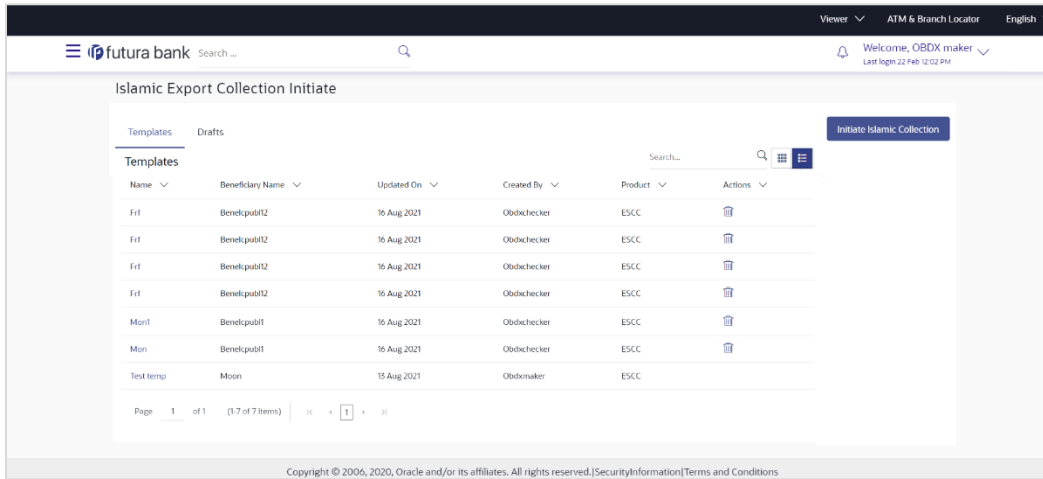 Viewer ATM & Branch Locator English
futura bank Search ... Welcome, OBDX maker
Last login 22 Feb 12:02 PM
Islamic Export Collection Initiate
Templates Drafts Initiate Islamic Collection
Templates Search...
Name Beneficiary Name Updated On Created By Product Actions
Frf Benelcpubl12 16 Aug 2021 Obdxchecker ESCC
Frf Benelcpubl12 16 Aug 2021 Obdxchecker ESCC
Frf Benelcpubl12 16 Aug 2021 Obdxchecker ESCC
Frf Benelcpubl12 16 Aug 2021 Obdxchecker ESCC
Mon1 Benelcpubl1 16 Aug 2021 Obdxchecker ESCC
Mon Benelcpubl1 16 Aug 2021 Obdxchecker ESCC
Test temp Moon 13 Aug 2021 Obdxmaker ESCC
Page 1 of 1 (1-7 of 7 items) 1
Copyright © 2006, 2020, Oracle and/or its affiliates. All rights reserved.|SecurityInformation|Terms and Conditions